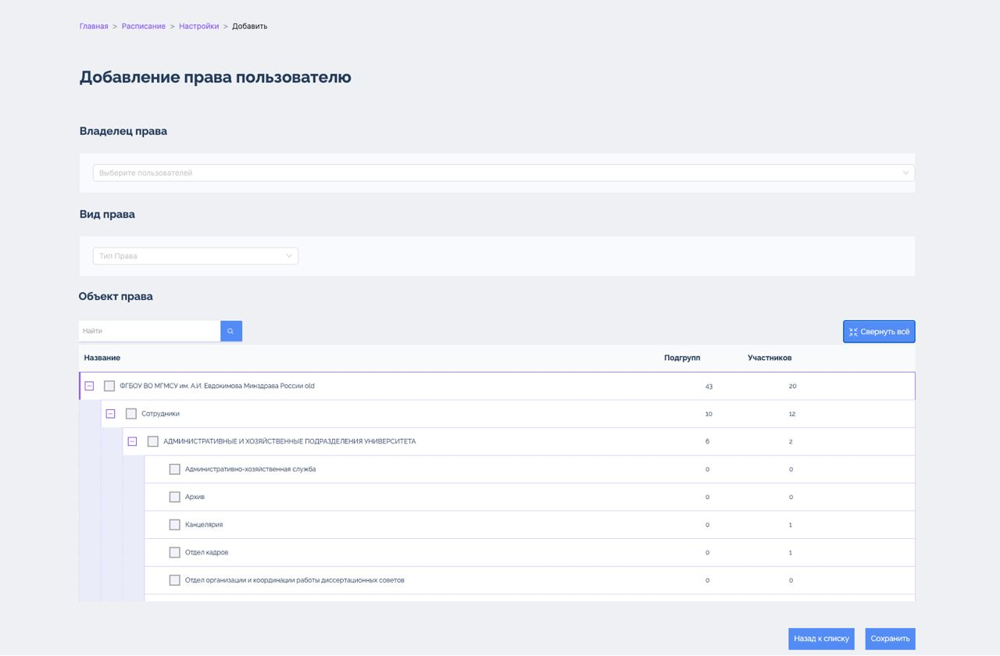 Главная > Расписание > Настройки > Добавить
Добавление права пользователю
Владелец права
Выберите пользователей
Вид права
Тип Права
Объект права
Найти
Свернуть всё
Название Подгрупп Участников
ФГБОУ ВО МГМСУ им. А.И. Евдокимова Минздрава России old 43 20
Сотрудники 10 12
АДМИНИСТРАТИВНЫЕ И ХОЗЯЙСТВЕННЫЕ ПОДРАЗДЕЛЕНИЯ УНИВЕРСИТЕТА 6 2
Административно-хозяйственная служба 0 0
Архив 0 0
Канцелярия 0 1
Отдел кадров 0 1
Отдел организации и координации работы диссертационных советов 0 0
Назад к списку Сохранить